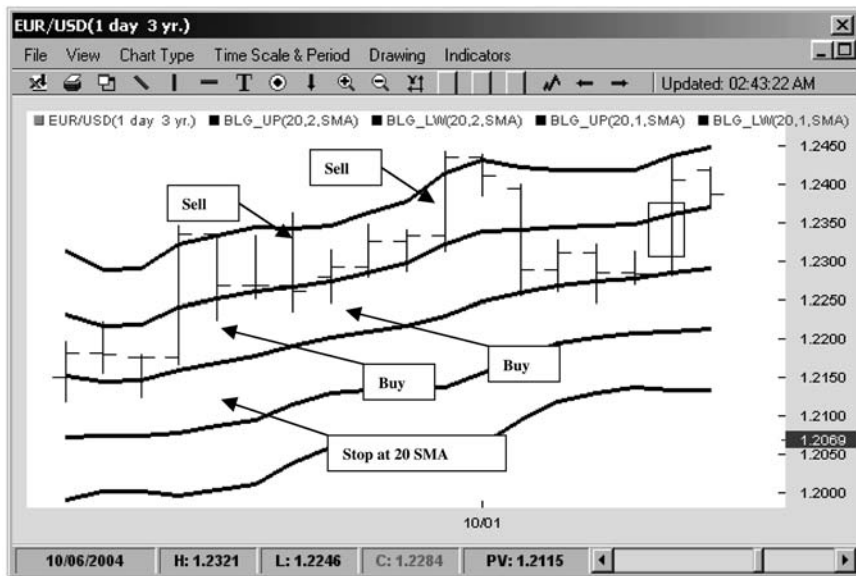 EUR/USD(1 day 3 yr.)
File View Chart Type Time Scale & Period Drawing Indicators
T Updated: 02:43:22 AM
EUR/USD(1 day 3 yr.) BLG_UP(20,2,SMA) BLG_LW(20,2,SMA) BLG_UP(20,1,SMA) BLG_LW(20,1,SMA)
1.2450
Sell
1.2400
Sell
1.2350
1.2300
1.2250
1.2200
Buy
Buy
1.2150
1.2100
Stop at 20 SMA
1.2069
1.2050
1.2000
10/01
10/06/2004 H: 1.2321 L: 1.2246 C: 1.2284 PV: 1.2115